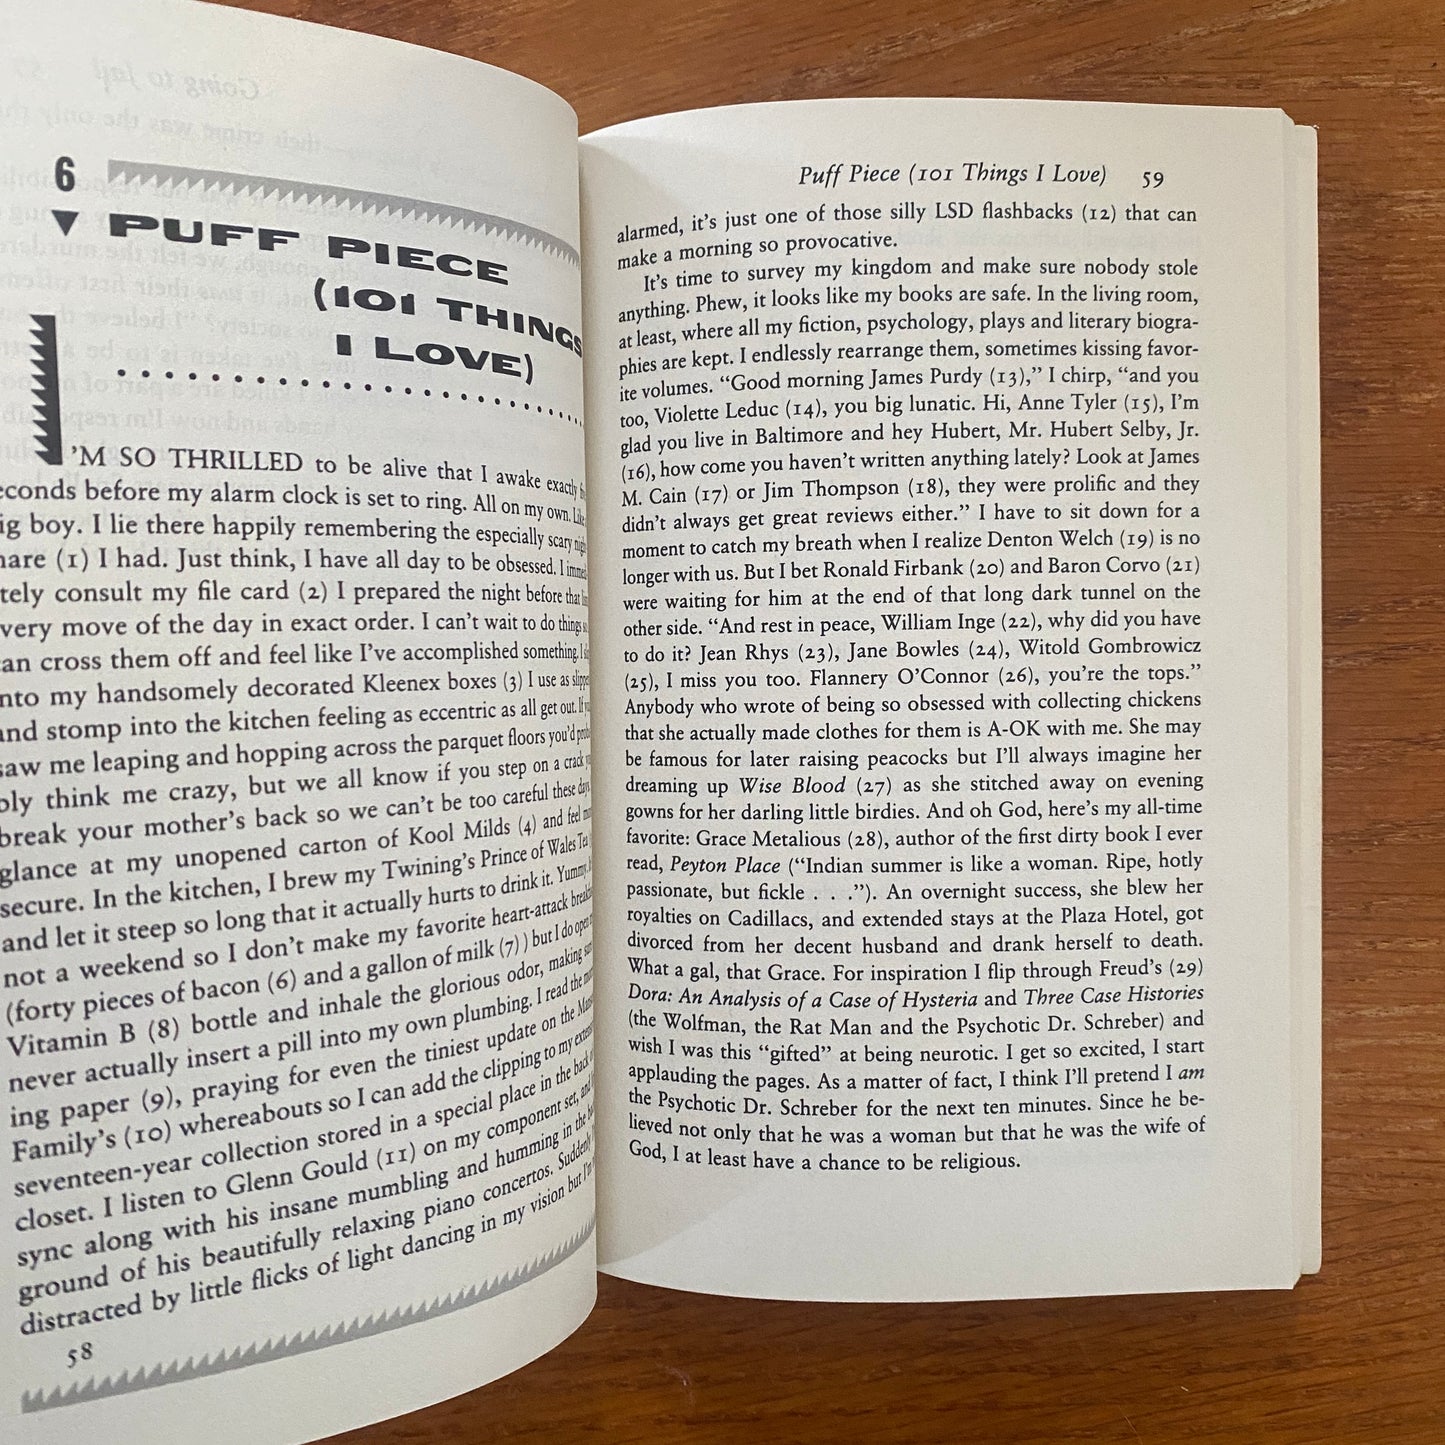 6
PUFF PIECE
(101 THINGS
I LOVE)
I'M SO THRILLED to be alive that I awake exactly
seconds before my alarm clock is set to ring. All on my own. Like
big boy. I lie there happily remembering the especially scary night
mare (1) I had. Just think, I have all day to be obsessed. I immed
tely consult my file card (2) I prepared the night before that
every move of the day in exact order. I can't wait to do things so
can cross them off and feel like I've accomplished something. I
into my handsomely decorated Kleenex boxes (3) I use as slippers
and stomp into the kitchen feeling as eccentric as all get out. If you
saw me leaping and hopping across the parquet floors you'd proba
bly think me crazy, but we all know if you step on a crack you
break your mother's back so we can't be too careful these days.
glance at my unopened carton of Kool Milds (4) and feel more
secure. In the kitchen, I brew my Twining's Prince of Wales Tea
and let it steep so long that it actually hurts to drink it. Yummy.
not a weekend so I don't make my favorite heart-attack breakfast
(forty pieces of bacon (6) and a gallon of milk (7) ) but I do open
Vitamin B (8) bottle and inhale the glorious odor, making sure
never actually insert a pill into my own plumbing. I read the morn
ing paper (9), praying for even the tiniest update on the Manson
Family's (10) whereabouts so I can add the clipping to my extensive
seventeen-year collection stored in a special place in the back of
closet. I listen to Glenn Gould (11) on my component set, and
sync along with his insane mumbling and humming in the back
ground of his beautifully relaxing piano concertos. Suddenly
distracted by little flicks of light dancing in my vision but I'm
58
Puff Piece (101 Things I Love) 59
alarmed, it's just one of those silly LSD flashbacks (12) that can
make a morning so provocative.
It's time to survey my kingdom and make sure nobody stole
anything. Phew, it looks like my books are safe. In the living room,
at least, where all my fiction, psychology, plays and literary biogra-
phies are kept. I endlessly rearrange them, sometimes kissing favor-
ite volumes. "Good morning James Purdy (13)," I chirp, "and you
too, Violette Leduc (14), you big lunatic. Hi, Anne Tyler (15), I'm
glad you live in Baltimore and hey Hubert, Mr. Hubert Selby, Jr.
(16), how come you haven't written anything lately? Look at James
M. Cain (17) or Jim Thompson (18), they were prolific and they
didn't always get great reviews either." I have to sit down for a
moment to catch my breath when I realize Denton Welch (19) is no
longer with us. But I bet Ronald Firbank (20) and Baron Corvo (21)
were waiting for him at the end of that long dark tunnel on the
other side. "And rest in peace, William Inge (22), why did you have
to do it? Jean Rhys (23), Jane Bowles (24), Witold Gombrowicz
(25), I miss you too. Flannery O'Connor (26), you're the tops."
Anybody who wrote of being so obsessed with collecting chickens
that she actually made clothes for them is A-OK with me. She may
be famous for later raising peacocks but I'll always imagine her
dreaming up Wise Blood (27) as she stitched away on evening
gowns for her darling little birdies. And oh God, here's my all-time
favorite: Grace Metalious (28), author of the first dirty book I ever
read, Peyton Place ("Indian summer is like a woman. Ripe, hotly
passionate, but fickle . . ."). An overnight success, she blew her
royalties on Cadillacs, and extended stays at the Plaza Hotel, got
divorced from her decent husband and drank herself to death.
What a gal, that Grace. For inspiration I flip through Freud's (29)
Dora: An Analysis of a Case of Hysteria and Three Case Histories
(the Wolfman, the Rat Man and the Psychotic Dr. Schreber) and
wish I was this "gifted" at being neurotic. I get so excited, I start
applauding the pages. As a matter of fact, I think I'll pretend I am
the Psychotic Dr. Schreber for the next ten minutes. Since he be-
lieved not only that he was a woman but that he was the wife of
God, I at least have a chance to be religious.